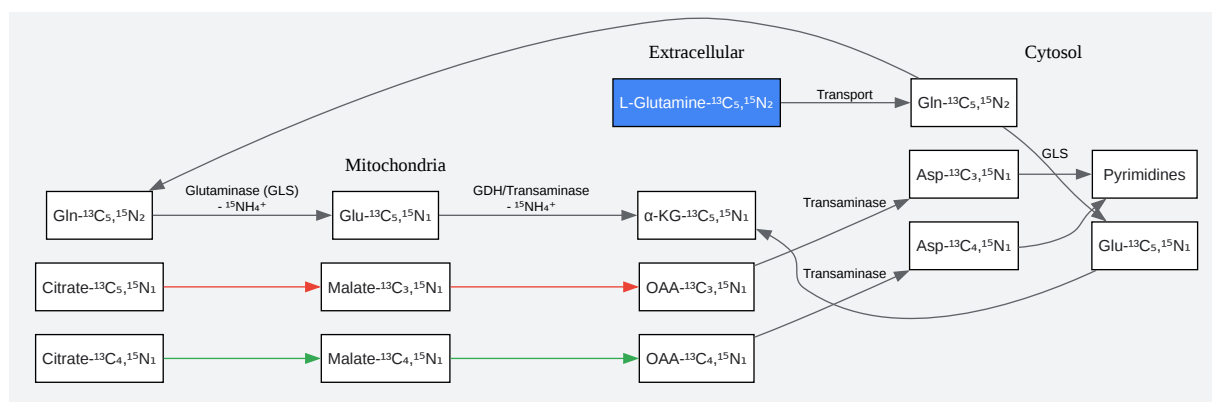 Extracellular
Cytosol
L-Glutamine-¹³C₅,¹⁵N₂
Transport
Gln-¹³C₅,¹⁵N₂
GLS
Mitochondria
Asp-¹³C₃,¹⁵N₁
Pyrimidines
Gln-¹³C₅,¹⁵N₂
Glutaminase (GLS)
- ¹⁵NH₄⁺
Glu-¹³C₅,¹⁵N₁
GDH/Transaminase
- ¹⁵NH₄⁺
α-KG-¹³C₅,¹⁵N₁
Transaminase
Asp-¹³C₄,¹⁵N₁
Glu-¹³C₅,¹⁵N₁
Citrate-¹³C₅,¹⁵N₁
Malate-¹³C₃,¹⁵N₁
OAA-¹³C₃,¹⁵N₁
Transaminase
Citrate-¹³C₄,¹⁵N₁
Malate-¹³C₄,¹⁵N₁
OAA-¹³C₄,¹⁵N₁